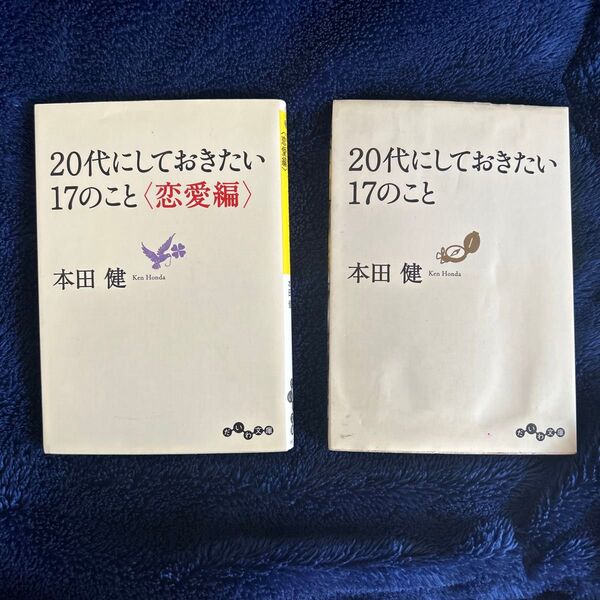 20代にしておきたい
17のこと〈恋愛編〉
本田 健 Ken Honda
だいわ文庫
20代にしておきたい
17のこと
本田 健 Ken Honda
だいわ文庫